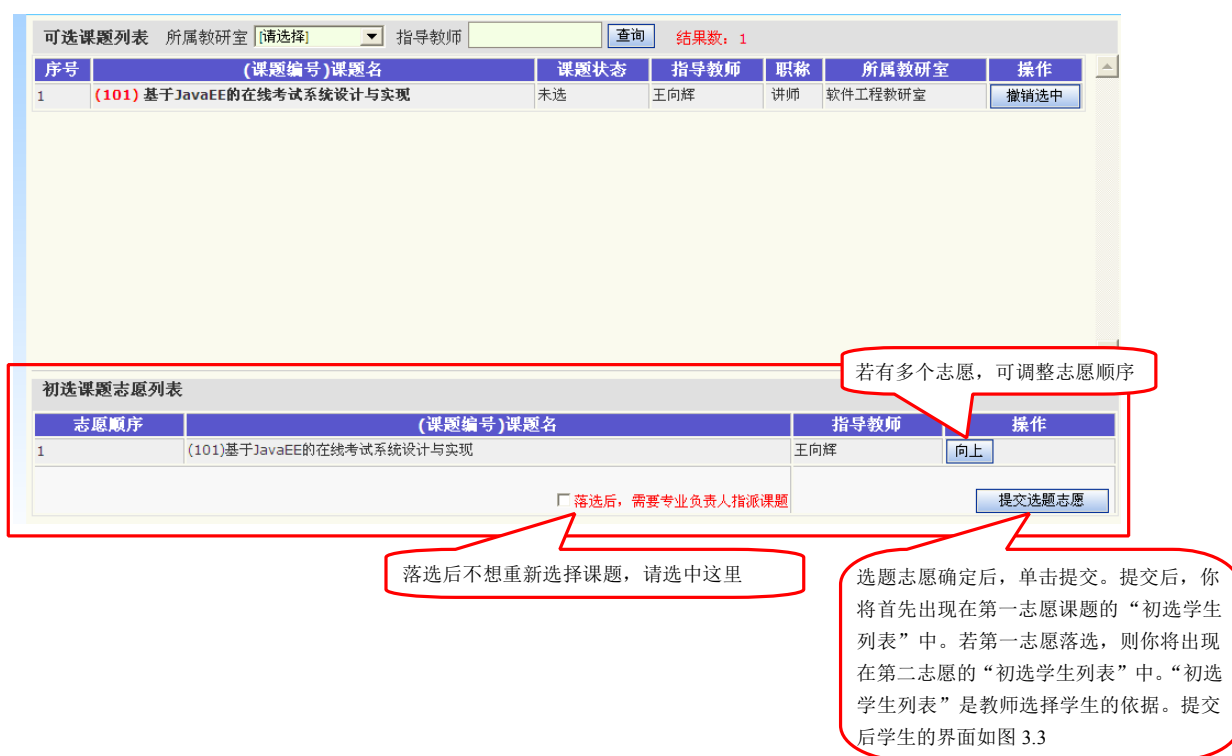 可选课题列表 所属教研室 [请选择] 指导教师 查询 结果数: 1
序号 (课题编号)课题名 课题状态 指导教师 职称 所属教研室 操作
1 (101) 基于JavaEE的在线考试系统设计与实现 未选 王向辉 讲师 软件工程教研室 撤销选中
若有多个志愿，可调整志愿顺序
初选课题志愿列表
志愿顺序 (课题编号)课题名 指导教师 操作
1 (101)基于JavaEE的在线考试系统设计与实现 王向辉 向上
落选后，需要专业负责人指派课题 提交选题志愿
落选后不想重新选择课题，请选中这里
选题志愿确定后，单击提交。提交后，你
将首先出现在第一志愿课题的“初选学生
列表”中。若第一志愿落选，则你将出现
在第二志愿的“初选学生列表”中。“初选
学生列表”是教师选择学生的依据。提交
后学生的界面如图 3.3